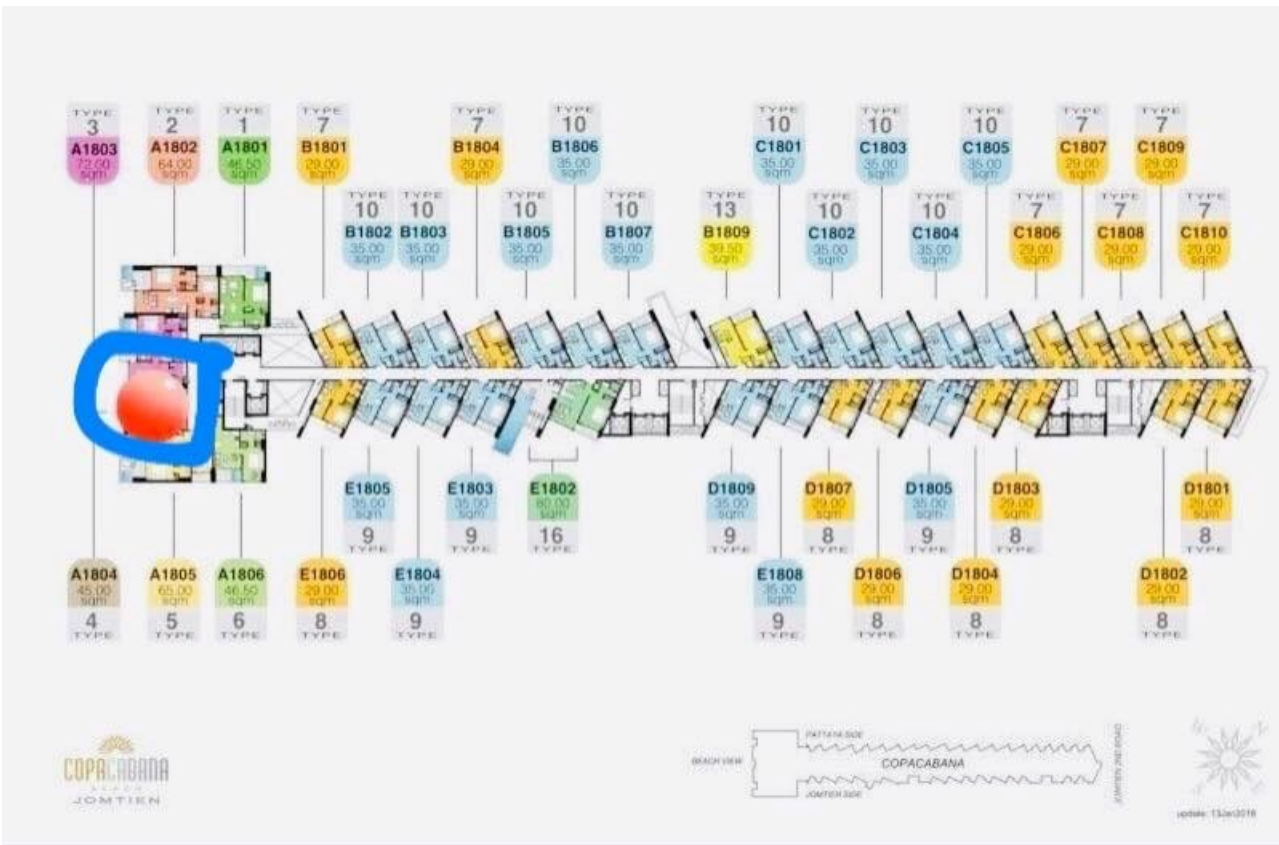 TYPE
3
A1803
72.00
sqm
TYPE
2
A1802
64.00
sqm
TYPE
1
A1801
46.50
sqm
TYPE
7
B1801
29.00
sqm
TYPE
7
B1804
29.00
sqm
TYPE
10
B1806
35.00
sqm
TYPE
10
C1801
35.00
sqm
TYPE
10
C1803
35.00
sqm
TYPE
10
C1805
35.00
sqm
TYPE
7
C1807
29.00
sqm
TYPE
7
C1809
29.00
sqm
TYPE
10
B1802
35.00
sqm
TYPE
10
B1803
35.00
sqm
TYPE
10
B1805
35.00
sqm
TYPE
10
B1807
35.00
sqm
TYPE
13
B1809
39.50
sqm
TYPE
10
C1802
35.00
sqm
TYPE
10
C1804
35.00
sqm
TYPE
7
C1806
29.00
sqm
TYPE
7
C1808
29.00
sqm
TYPE
7
C1810
29.00
sqm
E1805
35.00
sqm
9
TYPE
E1803
35.00
sqm
9
TYPE
E1802
60.00
sqm
16
TYPE
D1809
35.00
sqm
9
TYPE
D1807
29.00
sqm
8
TYPE
D1805
35.00
sqm
9
TYPE
D1803
29.00
sqm
8
TYPE
D1801
29.00
sqm
8
TYPE
A1804
45.00
sqm
4
TYPE
A1805
65.00
sqm
5
TYPE
A1806
46.50
sqm
6
TYPE
E1806
29.00
sqm
8
TYPE
E1804
35.00
sqm
9
TYPE
E1808
35.00
sqm
9
TYPE
D1806
29.00
sqm
8
TYPE
D1804
29.00
sqm
8
TYPE
D1802
29.00
sqm
8
TYPE
COPACABANA
BEACH
JOMTIEN
BEACH VIEW
PATTAYA SIDE
COPACABANA
JOMTIEN SIDE
JOMTIEN 2ND ROAD
update: 13Jan2016